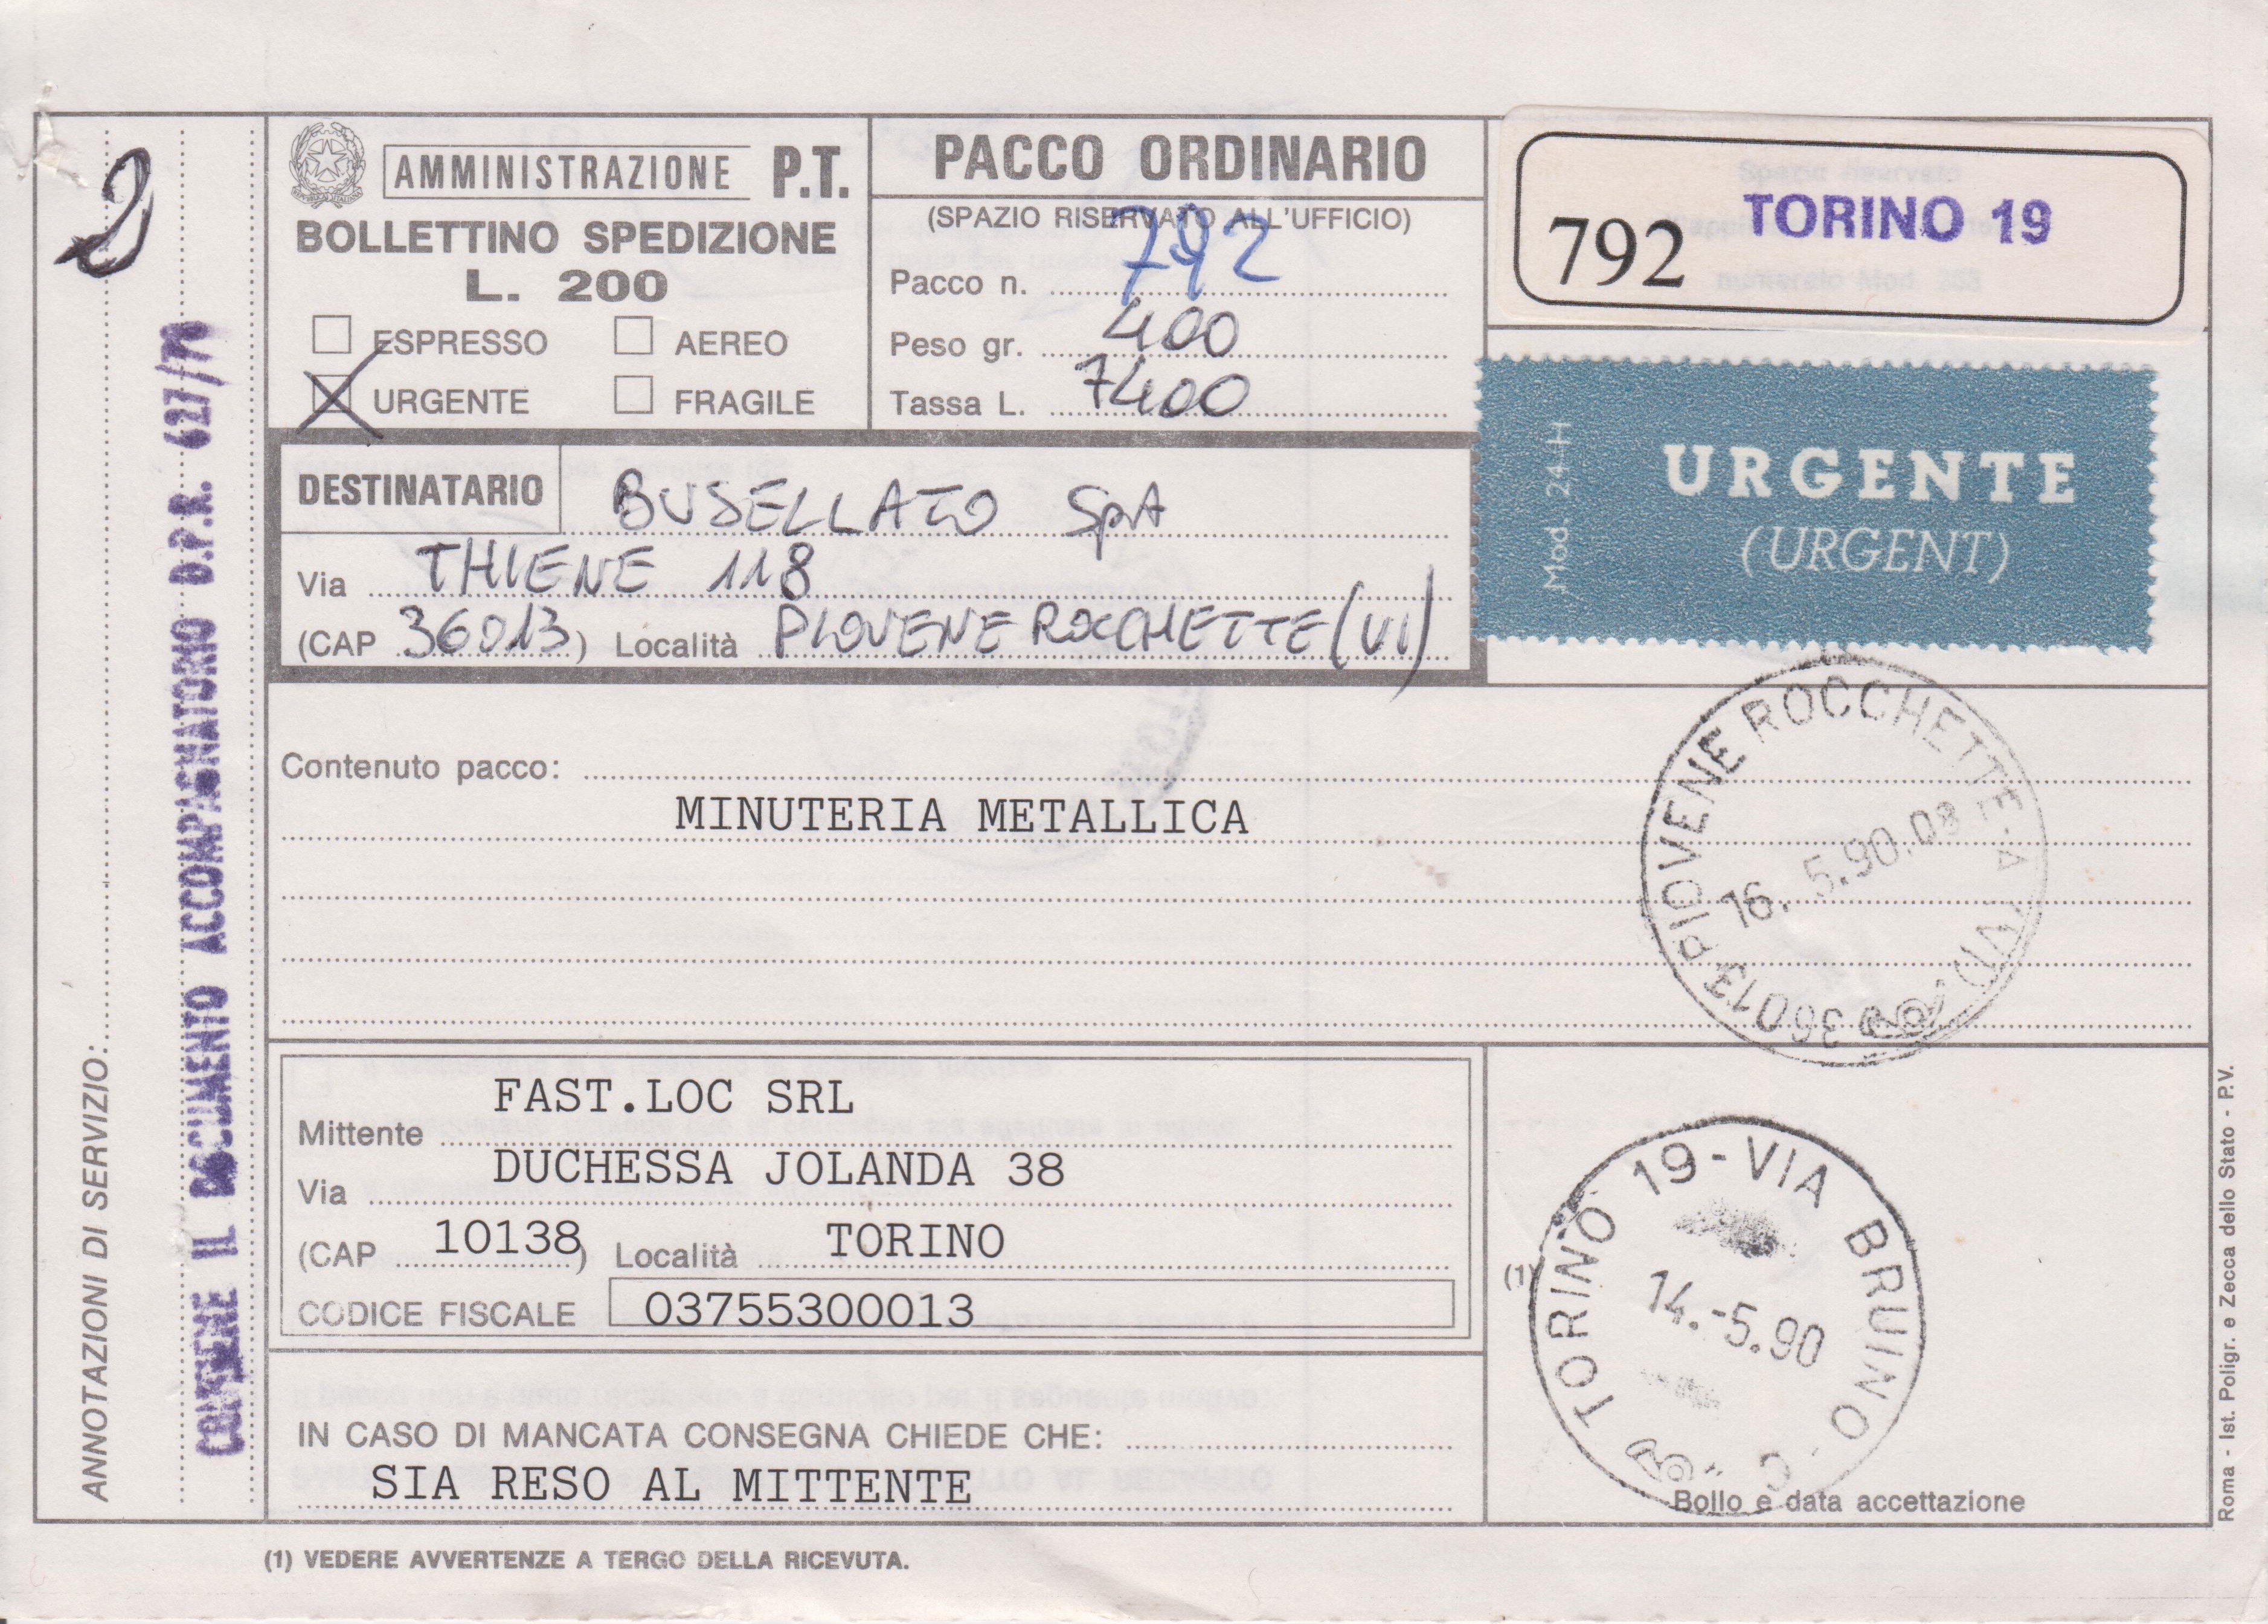 AMMINISTRAZIONE P.T.
BOLLETTINO SPEDIZIONE
L. 200
ESPRESSO
AEREO
URGENTE
FRAGILE
PACCO ORDINARIO
(SPAZIO RISERVATO ALL'UFFICIO)
Pacco n. 792
Peso gr. 400
Tassa L. 7400
792 TORINO 19
Mod. 24-H
URGENTE
(URGENT)
DESTINATARIO BUSELLATO SpA
Via THIENE 118
(CAP 36013) Località PIOVENE ROCCHETTE (VI)
Contenuto pacco:
MINUTERIA METALLICA
36013 PIOVENE ROCCHETTE-A (VI)
16. 5.90.08
FAST.LOC SRL
Mittente
DUCHESSA JOLANDA 38
Via
(CAP 10138) Località TORINO
CODICE FISCALE 03755300013
IN CASO DI MANCATA CONSEGNA CHIEDE CHE:
SIA RESO AL MITTENTE
(1)
TORINO 19-VIA BRUINO-C
14.-5.90
Bollo e data accettazione
(1) VEDERE AVVERTENZE A TERGO DELLA RICEVUTA.
ANNOTAZIONI DI SERVIZIO:
2
CONTIENE IL DOCUMENTO ACCOMPAGNATORIO D.P.R. 627/78
Roma - Ist. Poligr. e Zecca dello Stato - P.V.